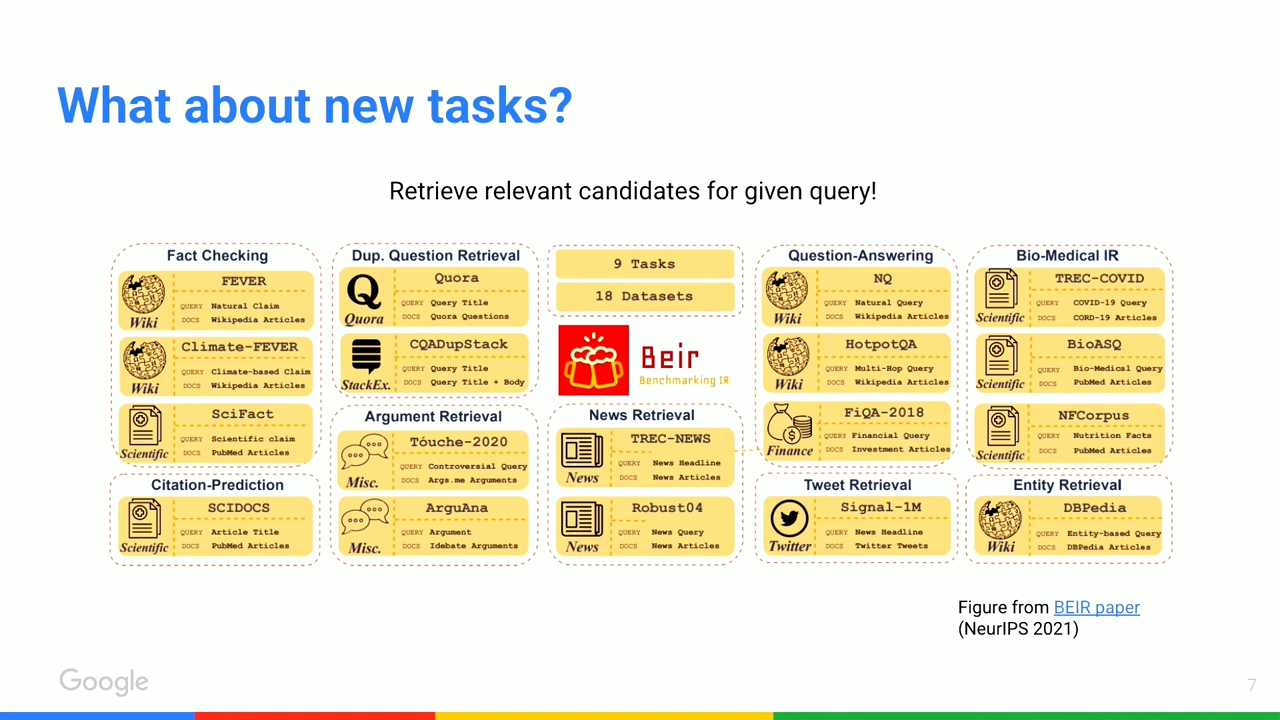 What about new tasks?
Retrieve relevant candidates for given query!
Fact Checking
FEVER
QUERY Natural Claim
DOCS Wikipedia Articles
Wiki
Climate-FEVER
QUERY Climate-based Claim
DOCS Wikipedia Articles
Wiki
SciFact
QUERY Scientific claim
DOCS PubMed Articles
Scientific
Citation-Prediction
SCIDOCS
QUERY Article Title
DOCS PubMed Articles
Scientific
Dup. Question Retrieval
Quora
Q
QUERY Query Title
DOCS Quora Questions
Quora
CQADupStack
QUERY Query Title
DOCS Query Title + Body
StackEx.
Argument Retrieval
Tóuche-2020
QUERY Controversial Query
DOCS Args.me Arguments
Misc.
ArguAna
QUERY Argument
DOCS Idebate Arguments
Misc.
9 Tasks
18 Datasets
Beir
Benchmarking IR
News Retrieval
TREC-NEWS
QUERY News Headline
DOCS News Articles
News
Robust04
QUERY News Query
DOCS News Articles
News
Question-Answering
NQ
QUERY Natural Query
DOCS Wikipedia Articles
Wiki
HotpotQA
QUERY Multi-Hop Query
DOCS Wikipedia Articles
Wiki
FiQA-2018
QUERY Financial Query
DOCS Investment Articles
Finance
Tweet Retrieval
Signal-1M
QUERY News Headline
DOCS Twitter Tweets
Twitter
Bio-Medical IR
TREC-COVID
QUERY COVID-19 Query
DOCS CORD-19 Articles
Scientific
BioASQ
QUERY Bio-Medical Query
DOCS PubMed Articles
Scientific
NFCorpus
QUERY Nutrition Facts
DOCS PubMed Articles
Scientific
Entity Retrieval
DBPedia
QUERY Entity-based Query
DOCS DBPedia Articles
Wiki
Figure from BEIR paper
(NeurIPS 2021)
Google
7